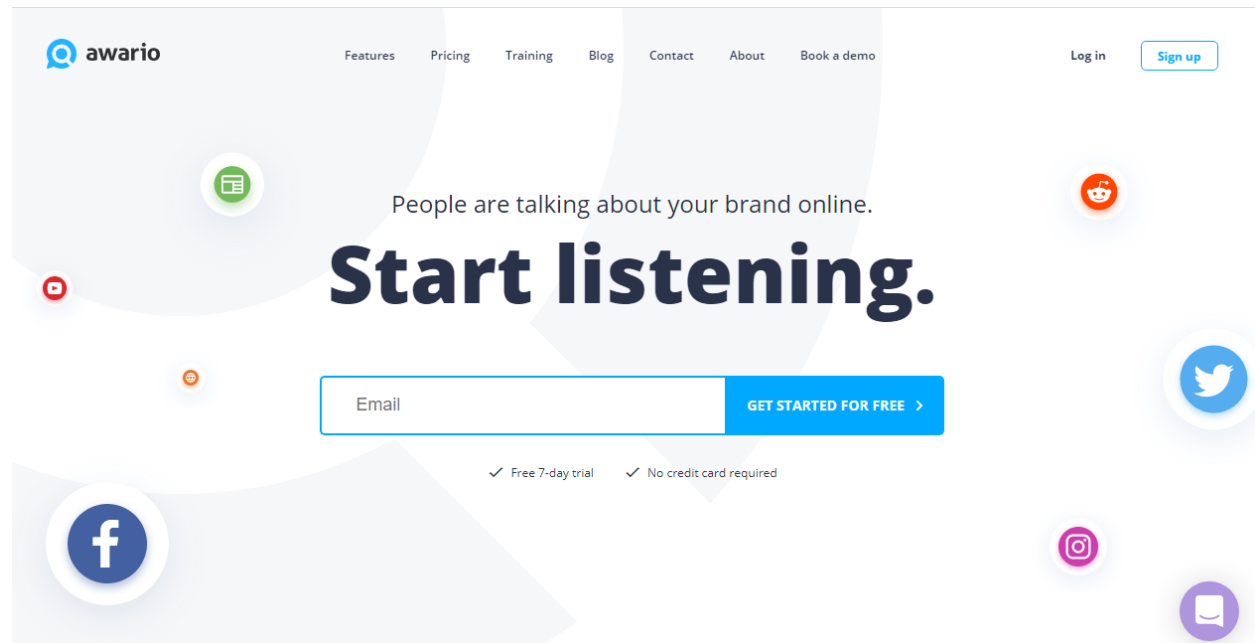 awario
Features Pricing Training Blog Contact About Book a demo Log in Sign up
People are talking about your brand online.
Start listening.
Email GET STARTED FOR FREE >
✓ Free 7-day trial ✓ No credit card required